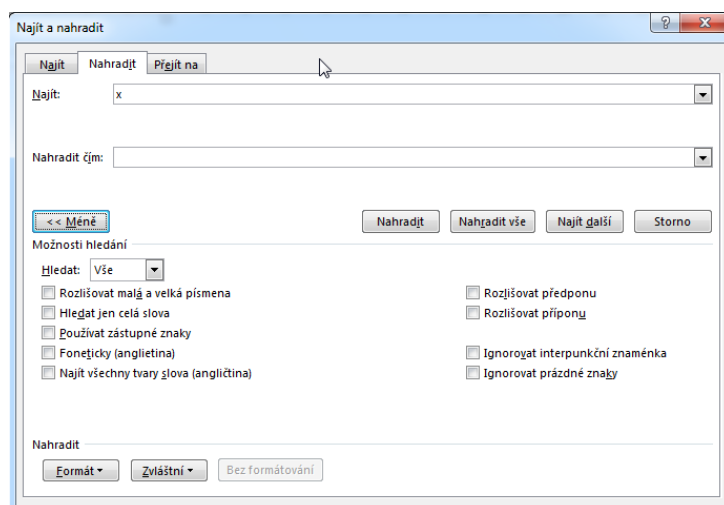 Najít a nahradit
Najít Nahradit Přejít na
Najít: x
Nahradit čím:
<< Méně Nahradit Nahradit vše Najít další Storno
Možnosti hledání
Hledat: Vše
Rozlišovat malá a velká písmena Rozlišovat předponu
Hledat jen celá slova Rozlišovat příponu
Používat zástupné znaky
Foneticky (anglietina) Ignorovat interpunkční znaménka
Najít všechny tvary slova (angličtina) Ignorovat prázdné znaky
Nahradit
Formát Zvláštní Bez formátování